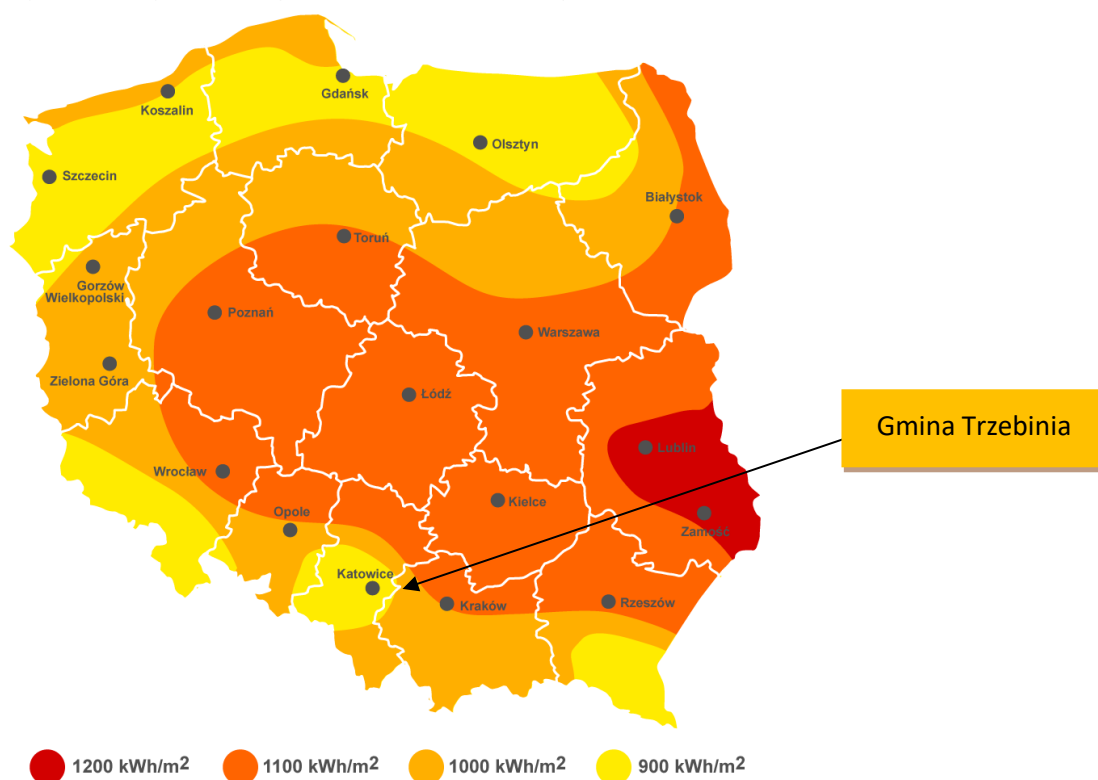 Gdańsk
Koszalin
Olsztyn
Szczecin
Białystok
Toruń
Gorzów
Wielkopolski
Poznań
Warszawa
Zielona Góra
Łódź
Gmina Trzebinia
Lublin
Wrocław
Kielce
Opole
Zamość
Katowice
Kraków
Rzeszów
1200 kWh/m2
1100 kWh/m2
1000 kWh/m2
900 kWh/m2